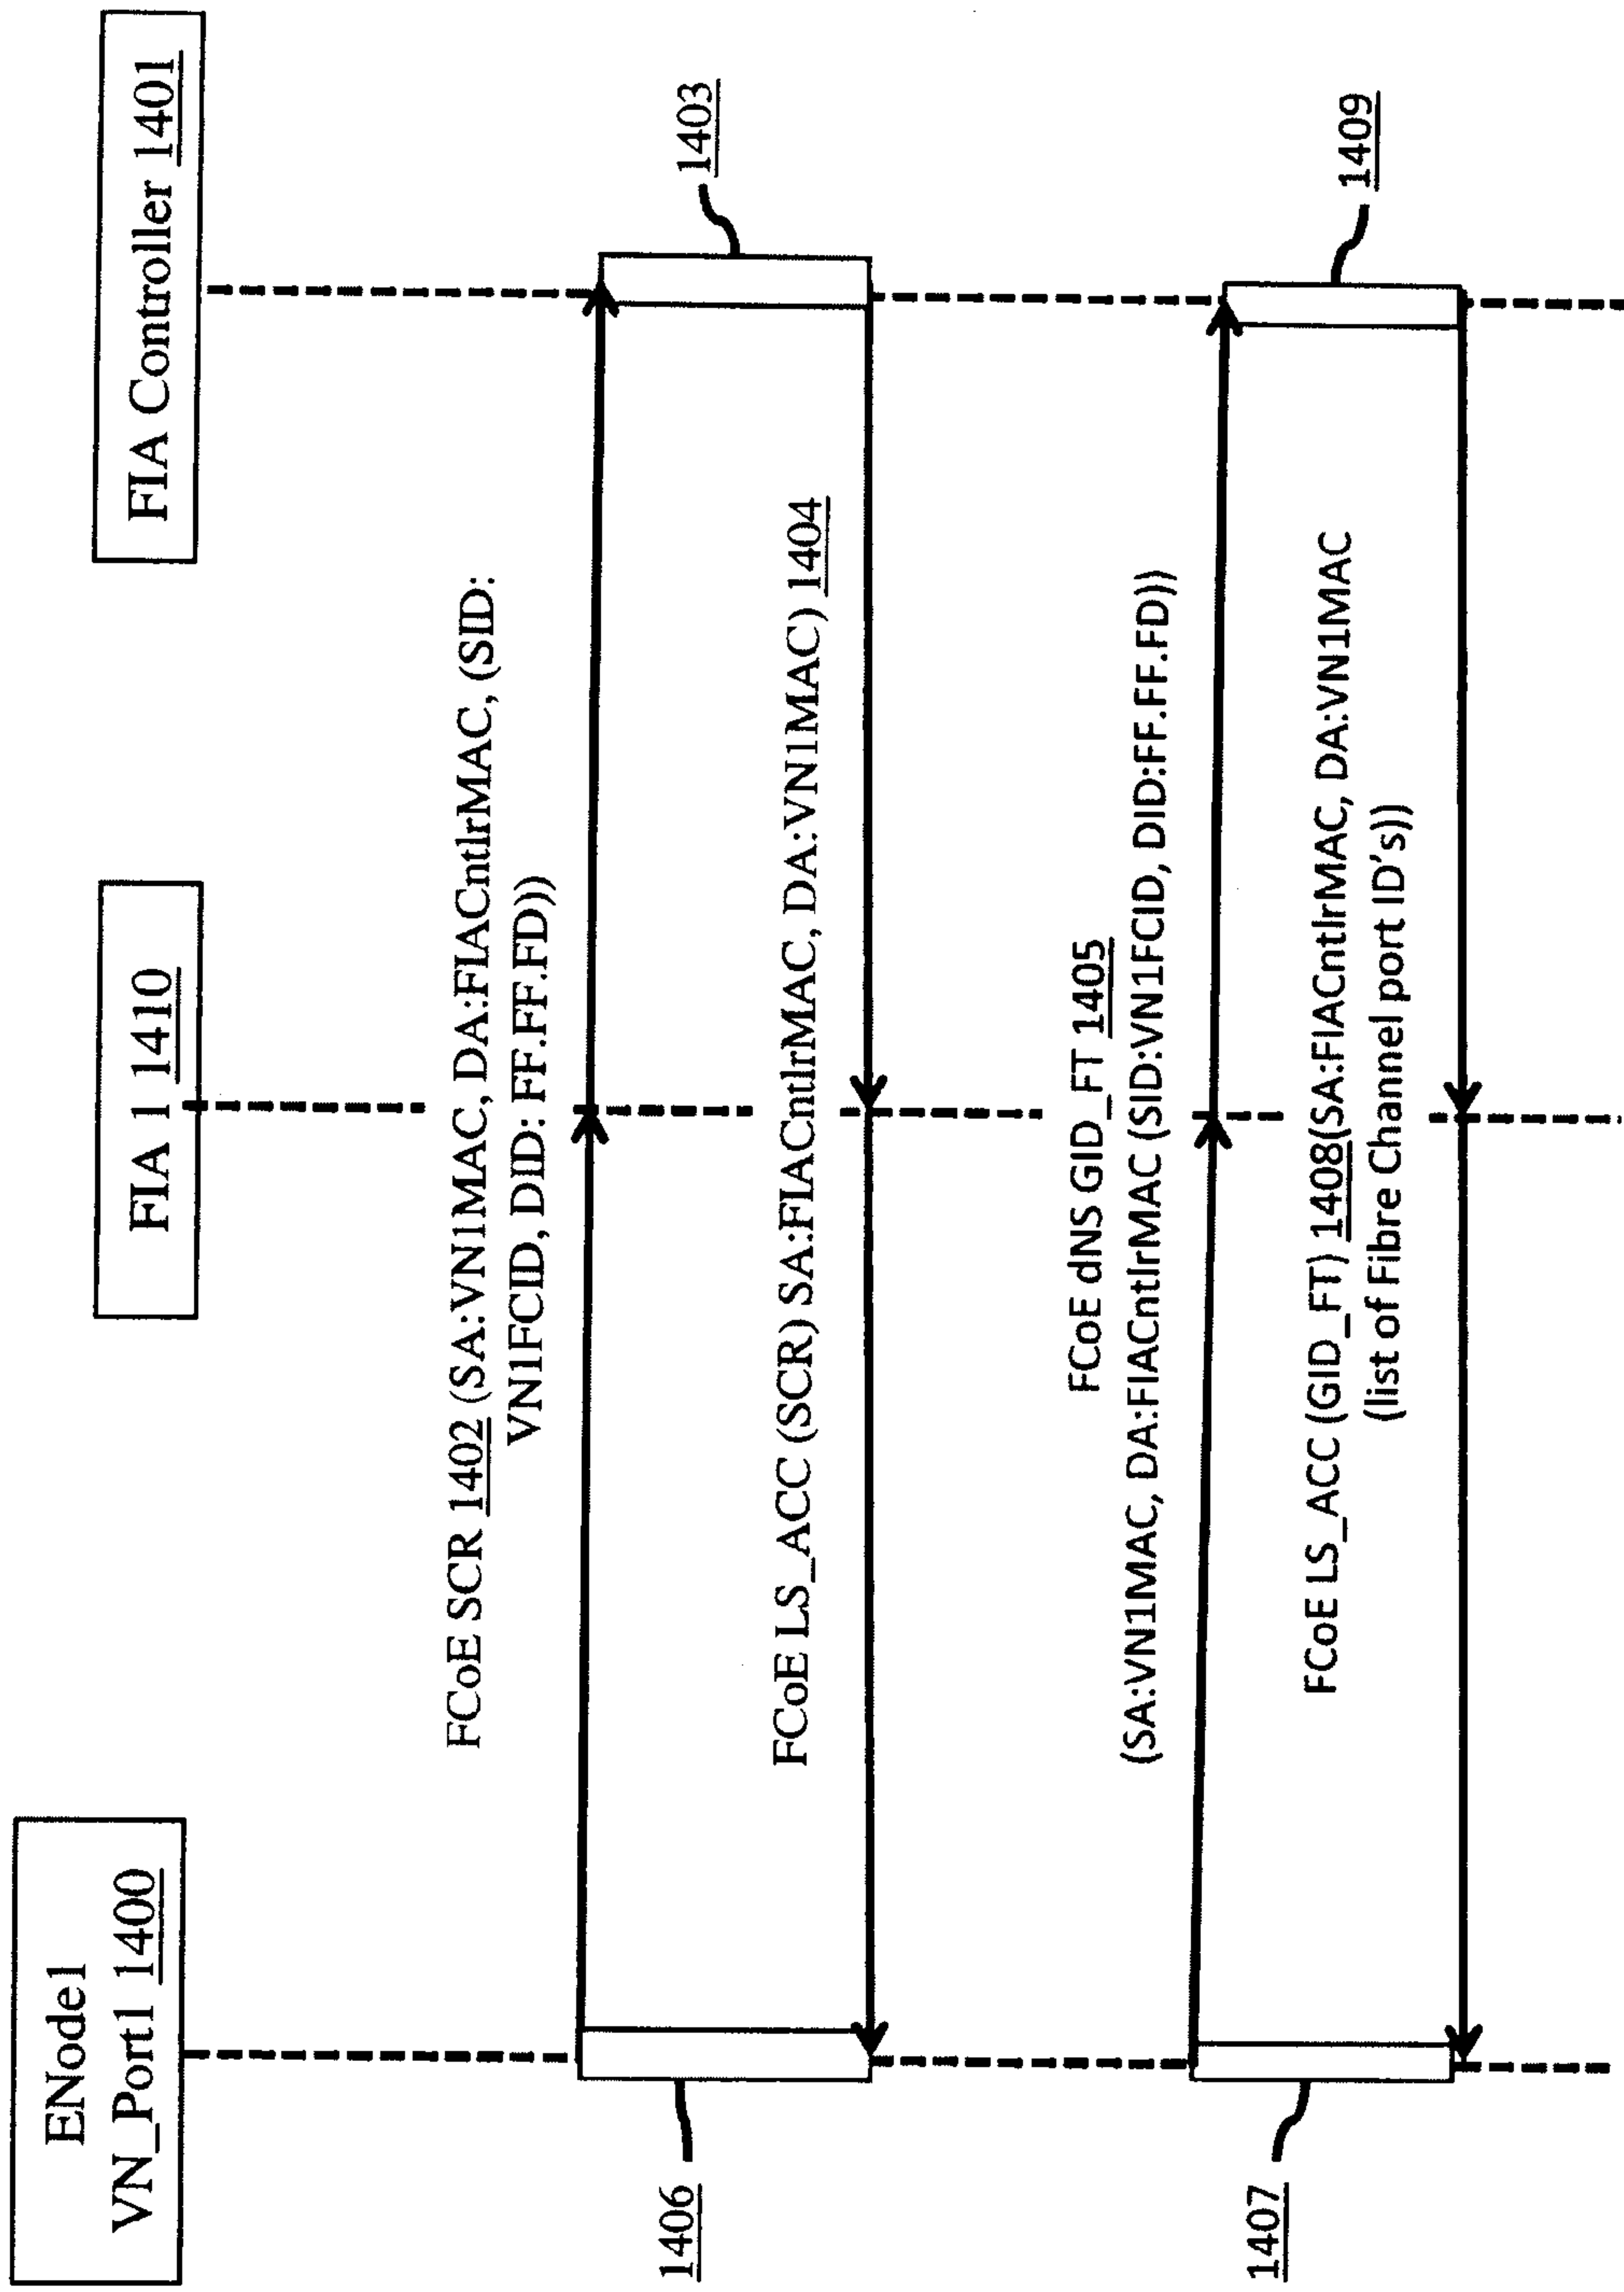 ENode1
VN_Port1 1400
FIA 1 1410
FIA Controller 1401
FCoE SCR 1402 (SA:VN1MAC, DA:FIACntlrMAC, (SID:
VN1FCID, DID: FF.FF.FD))
1406
1403
FCoE LS_ACC (SCR) SA:FIACntlrMAC, DA:VN1MAC) 1404
FCoE dNS GID_FT 1405
(SA:VN1MAC, DA:FIACntlrMAC (SID:VN1FCID, DID:FF.FF.FD))
1407
1409
FCoE LS_ACC (GID_FT) 1408(SA:FIACntlrMAC, DA:VN1MAC
(list of Fibre Channel port ID’s))